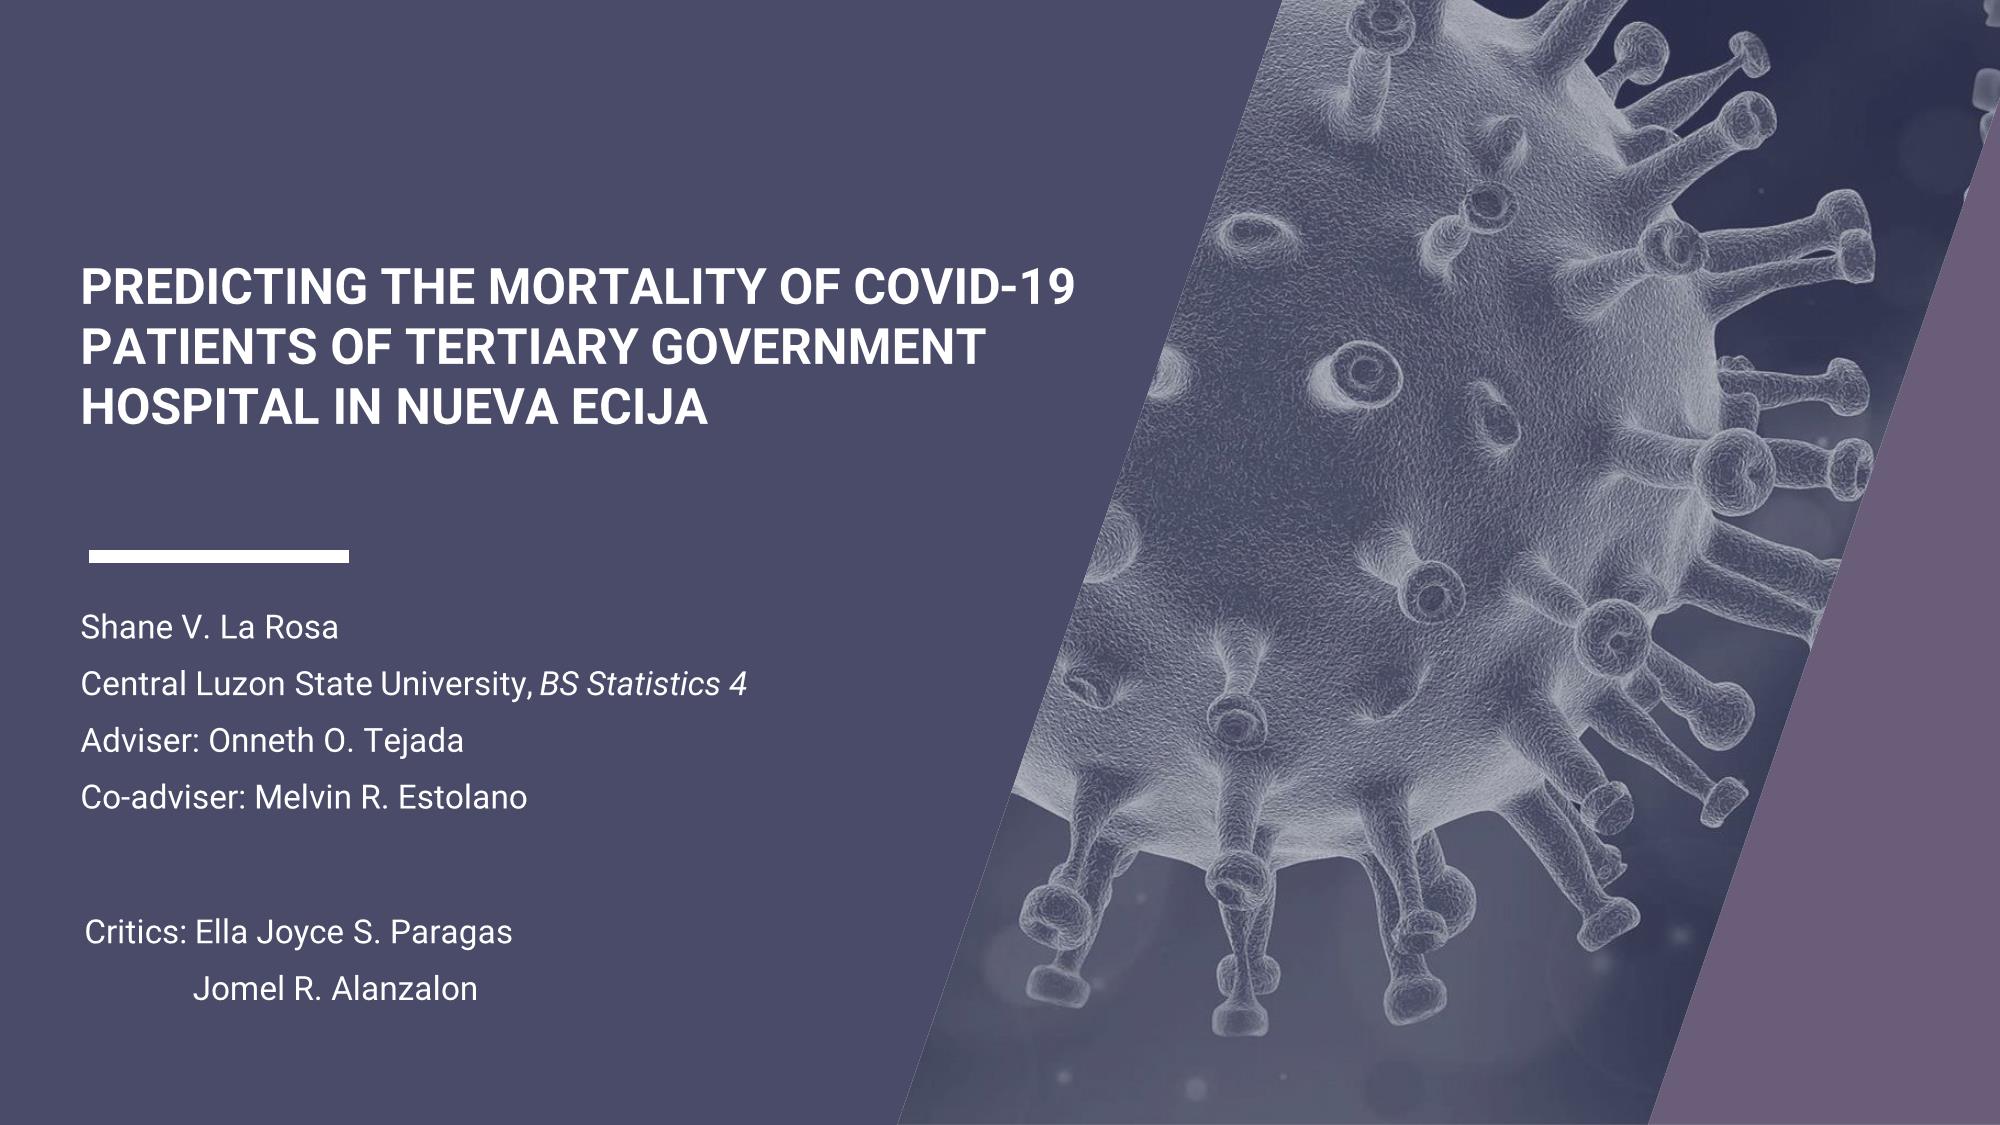 PREDICTING THE MORTALITY OF COVID-19
PATIENTS OF TERTIARY GOVERNMENT
HOSPITAL IN NUEVA ECIJA
Shane V. La Rosa
Central Luzon State University, BS Statistics 4
Adviser: Onneth O. Tejada
Co-adviser: Melvin R. Estolano
Critics: Ella Joyce S. Paragas
Jomel R. Alanzalon